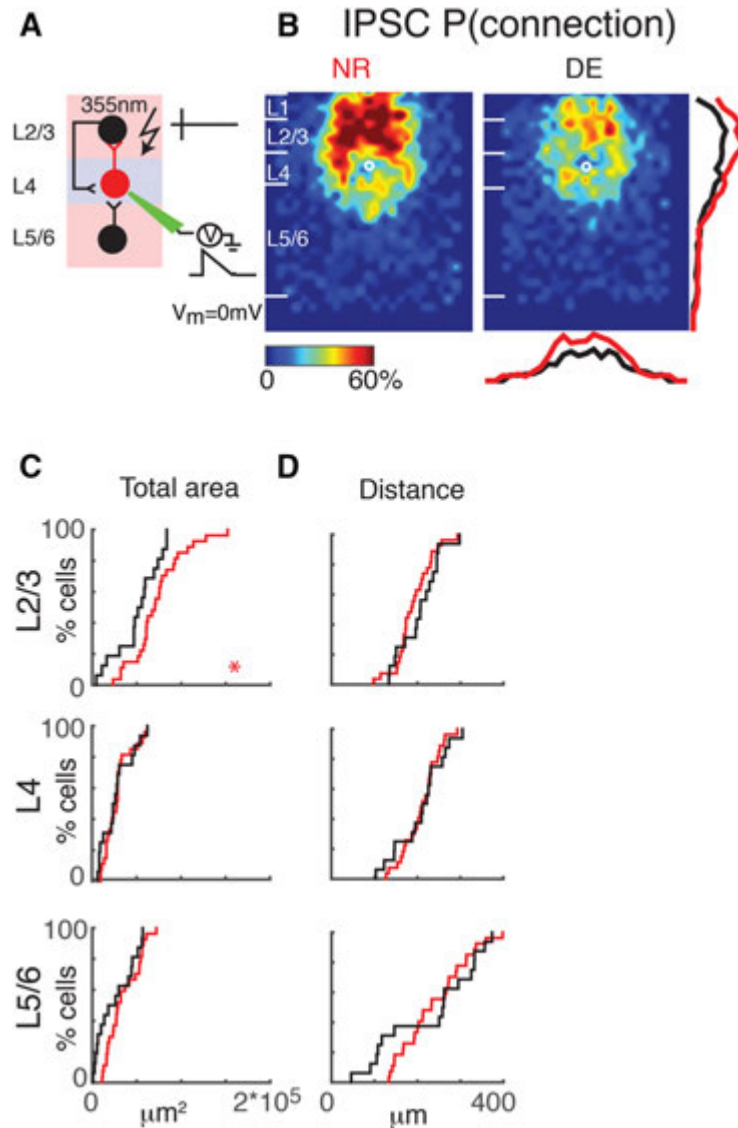 A
B
IPSC P(connection)
NR
DE
355nm
L2/3
L4
L5/6
V
Vm=0mV
L1
L2/3
L4
L5/6
0
60%
C
D
Total area
Distance
100
L2/3
% cells
0
*
100
L4
% cells
0
100
L5/6
% cells
0
0
2*10⁵
400
μm²
μm